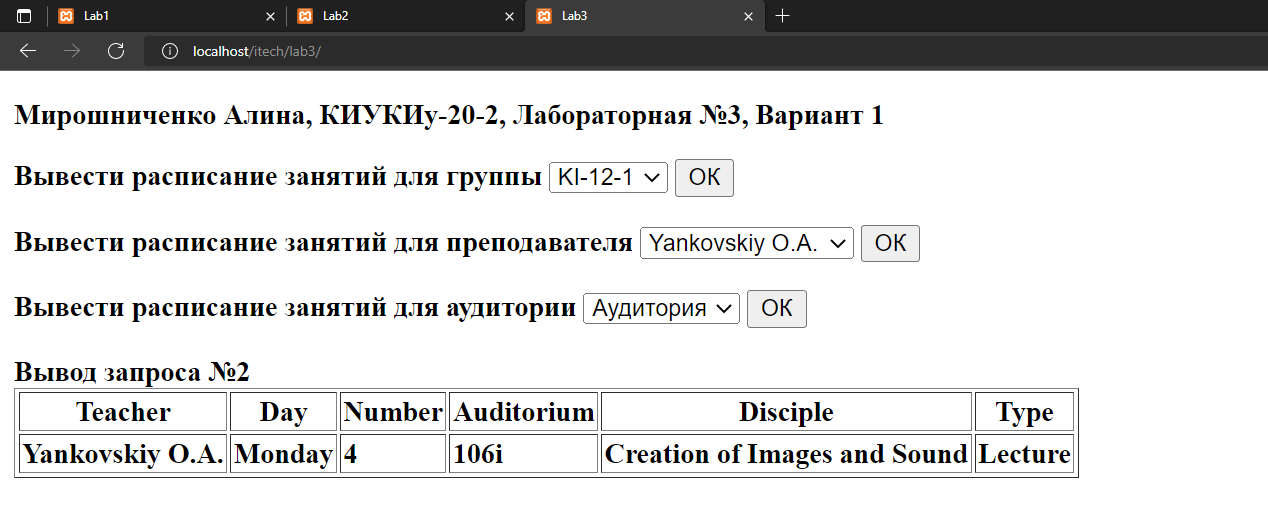 Lab1 Lab2 Lab3
localhost/itech/lab3/
Мирошниченко Алина, КИУКИу-20-2, Лабораторная №3, Вариант 1
Вывести расписание занятий для группы KI-12-1 ОК
Вывести расписание занятий для преподавателя Yankovskiy O.A. ОК
Вывести расписание занятий для аудитории Аудитория ОК
Вывод запроса №2
Teacher Day Number Auditorium Disciple Type
Yankovskiy O.A. Monday 4 106i Creation of Images and Sound Lecture